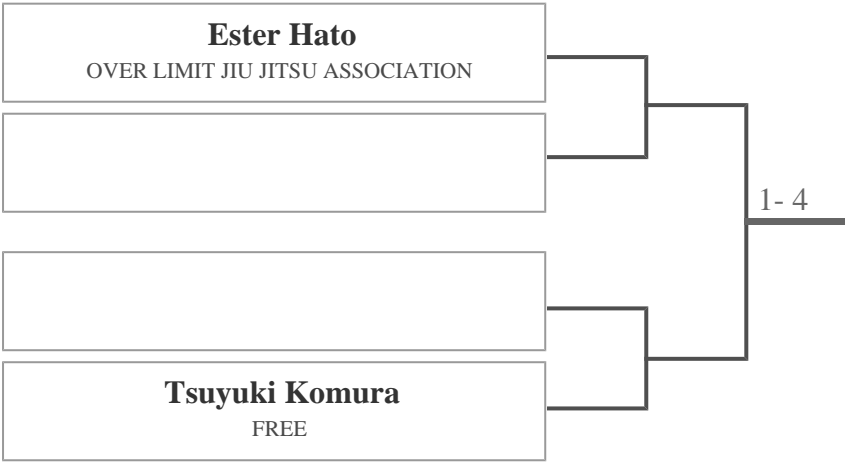 Ester Hato
OVER LIMIT JIU JITSU ASSOCIATION
1- 4
Tsuyuki Komura
FREE